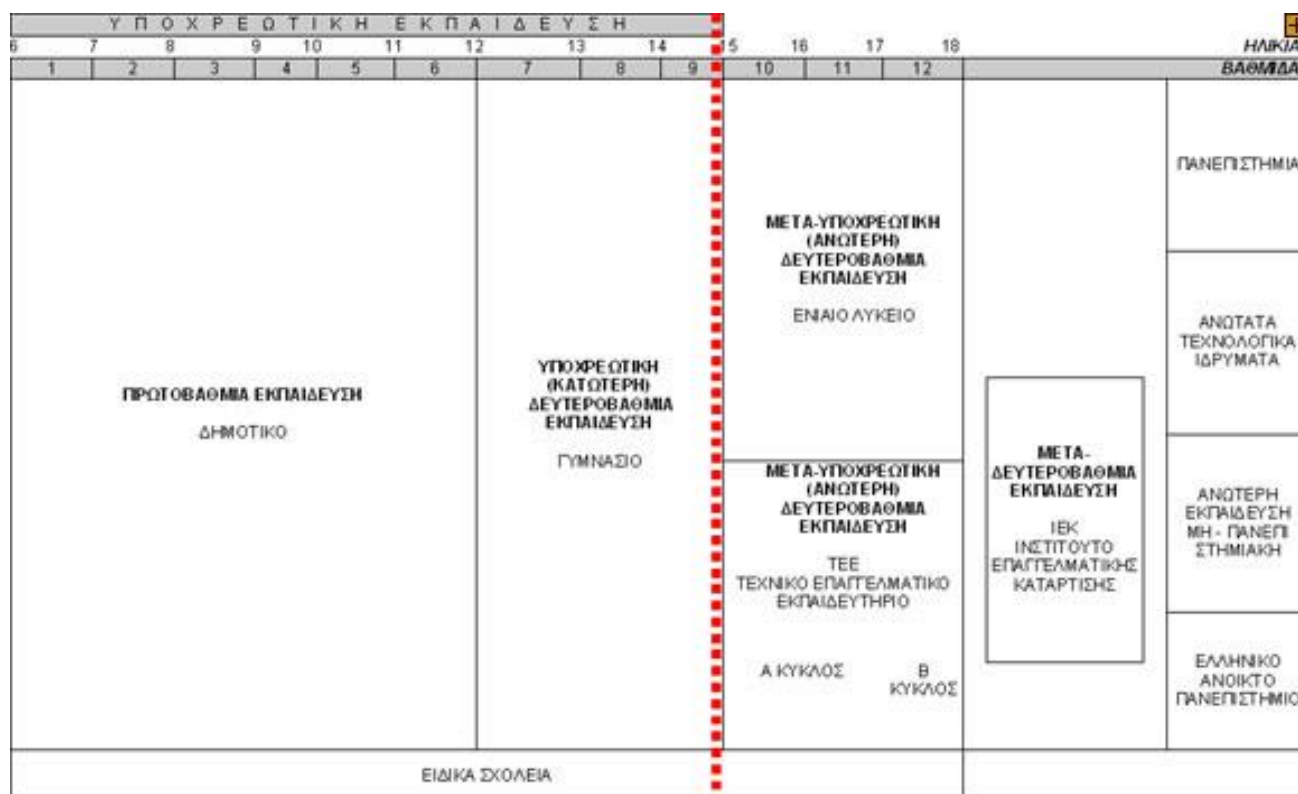 ΥΠΟΧΡΕΩΤΙΚΗ ΕΚΠΑΙΔΕΥΣΗ
6 7 8 9 10 11 12 13 14 15 16 17 18 ΗΛΙΚΙΑ
1 2 3 4 5 6 7 8 9 10 11 12 ΒΑΘΜΙΔΑ
ΠΡΩΤΟΒΑΘΜΙΑ ΕΚΠΑΙΔΕΥΣΗ
ΔΗΜΟΤΙΚΟ
ΥΠΟΧΡΕΩΤΙΚΗ
(ΚΑΤΩΤΕΡΗ)
ΔΕΥΤΕΡΟΒΑΘΜΙΑ
ΕΚΠΑΙΔΕΥΣΗ
ΓΥΜΝΑΣΙΟ
ΜΕΤΑ-ΥΠΟΧΡΕΩΤΙΚΗ
(ΑΝΩΤΕΡΗ)
ΔΕΥΤΕΡΟΒΑΘΜΙΑ
ΕΚΠΑΙΔΕΥΣΗ
ΕΝΙΑΙΟ ΛΥΚΕΙΟ
ΜΕΤΑ-ΥΠΟΧΡΕΩΤΙΚΗ
(ΑΝΩΤΕΡΗ)
ΔΕΥΤΕΡΟΒΑΘΜΙΑ
ΕΚΠΑΙΔΕΥΣΗ
ΤΕΕ
ΤΕΧΝΙΚΟ ΕΠΑΓΓΕΛΜΑΤΙΚΟ
ΕΚΠΑΙΔΕΥΤΗΡΙΟ
Α ΚΥΚΛΟΣ
Β
ΚΥΚΛΟΣ
ΜΕΤΑ-
ΔΕΥΤΕΡΟΒΑΘΜΙΑ
ΕΚΠΑΙΔΕΥΣΗ
ΙΕΚ
ΙΝΣΤΙΤΟΥΤΟ
ΕΠΑΓΓΕΛΜΑΤΙΚΗΣ
ΚΑΤΑΡΤΙΣΗΣ
ΠΑΝΕΠΙΣΤΗΜΙΑ
ΑΝΩΤΑΤΑ
ΤΕΧΝΟΛΟΓΙΚΑ
ΙΔΡΥΜΑΤΑ
ΑΝΩΤΕΡΗ
ΕΚΠΑΙΔΕΥΣΗ
ΜΗ - ΠΑΝΕΠΙ
ΣΤΗΜΙΑΚΗ
ΕΛΛΗΝΙΚΟ
ΑΝΟΙΚΤΟ
ΠΑΝΕΠΙΣΤΗΜΙΟ
ΕΙΔΙΚΑ ΣΧΟΛΕΙΑ